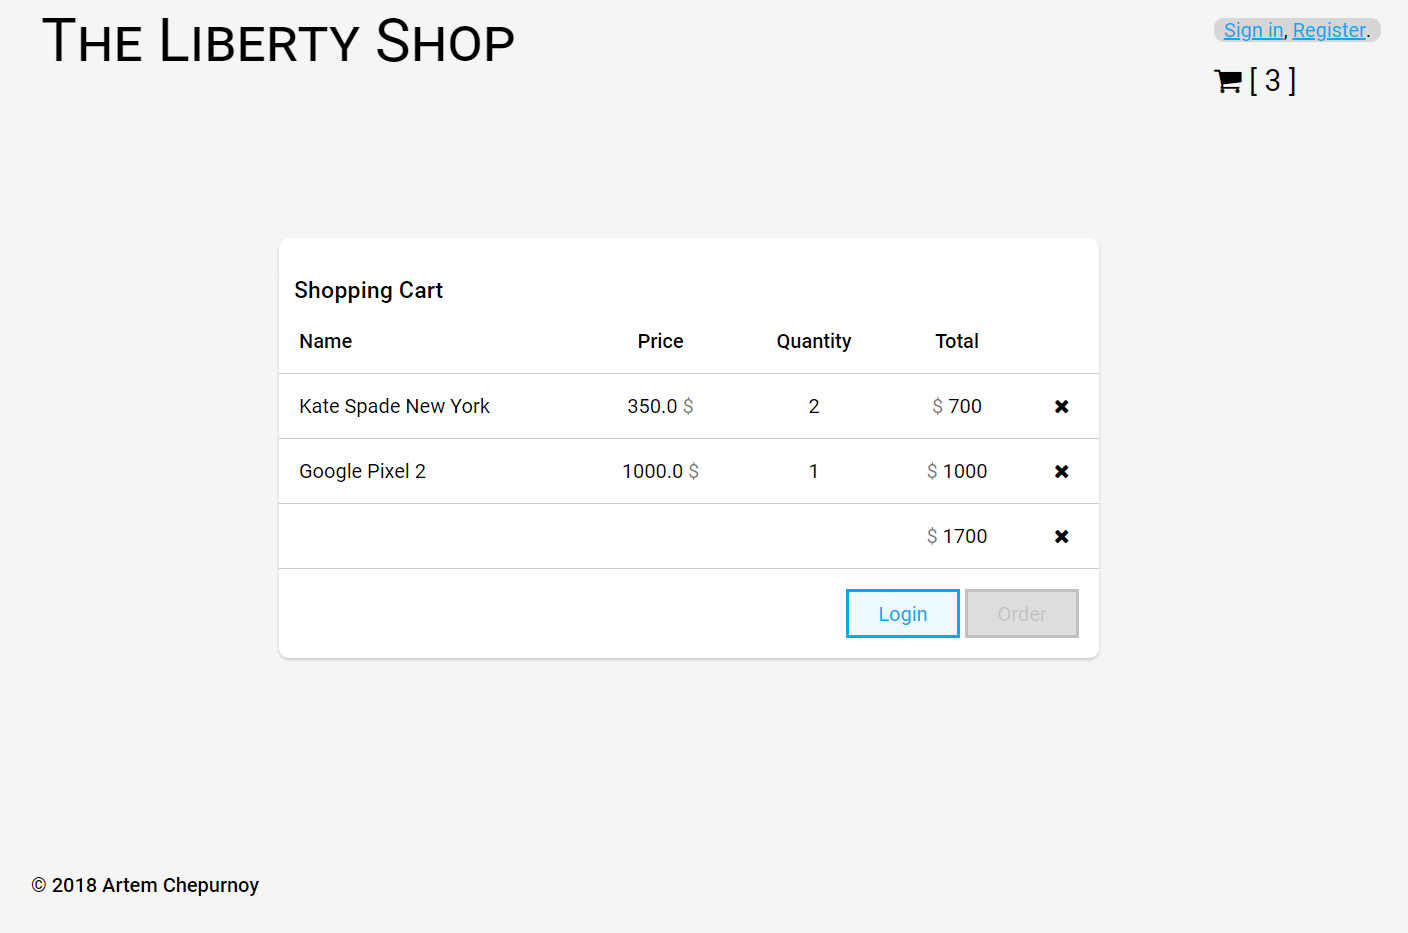 The Liberty Shop
Sign in, Register.
[ 3 ]
Shopping Cart
Name Price Quantity Total
Kate Spade New York 350.0 $ 2 $ 700
Google Pixel 2 1000.0 $ 1 $ 1000
$ 1700
Login Order
© 2018 Artem Chepurnoy